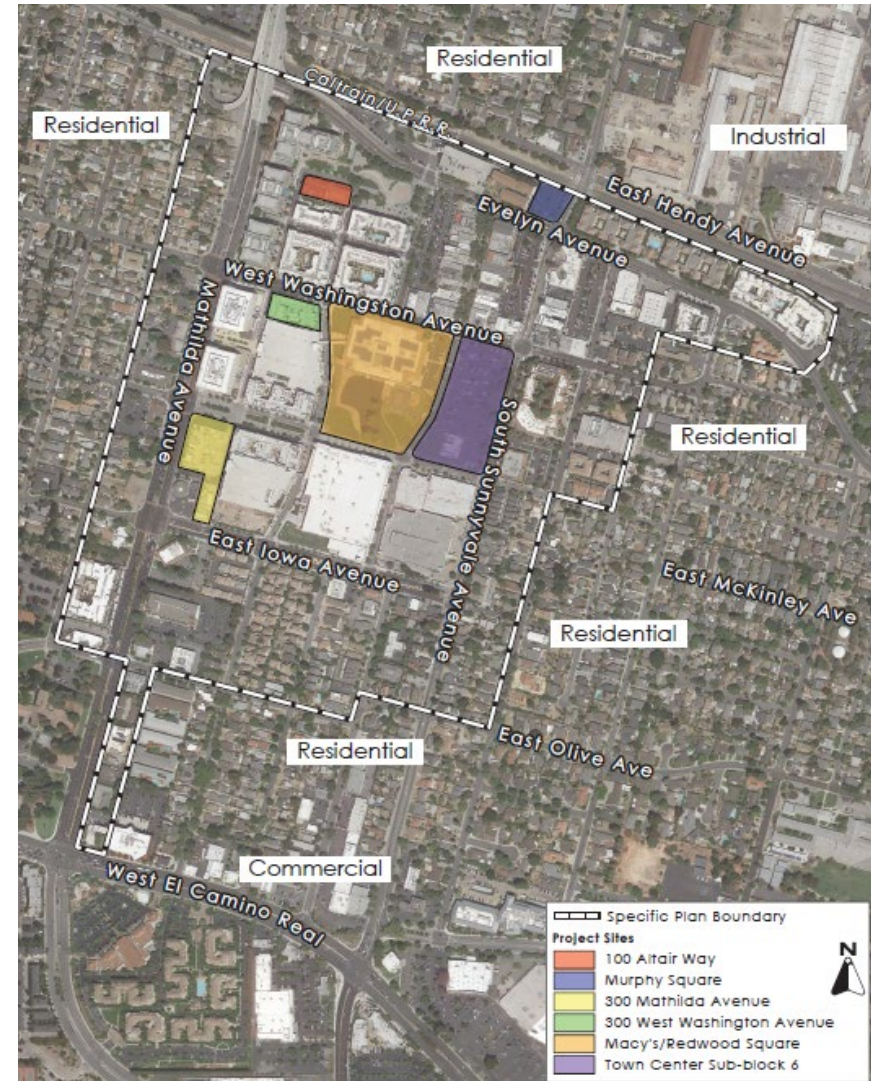 Residential
Caltrain/U.P.R.R.
Residential
Industrial
East Hendy Avenue
Evelyn Avenue
West Washingston Avenue
Mathilda Avenue
South Sunnyvale Avenue
Residential
East Iowa Avenue
East McKinley Ave
Residential
East Olive Ave
Residential
Commercial
West El Camino Real
Specific Plan Boundary
Project Sites
N
100 Altair Way
Murphy Square
300 Mathilda Avenue
300 West Washington Avenue
Macy's/Redwood Square
Town Center Sub-block 6